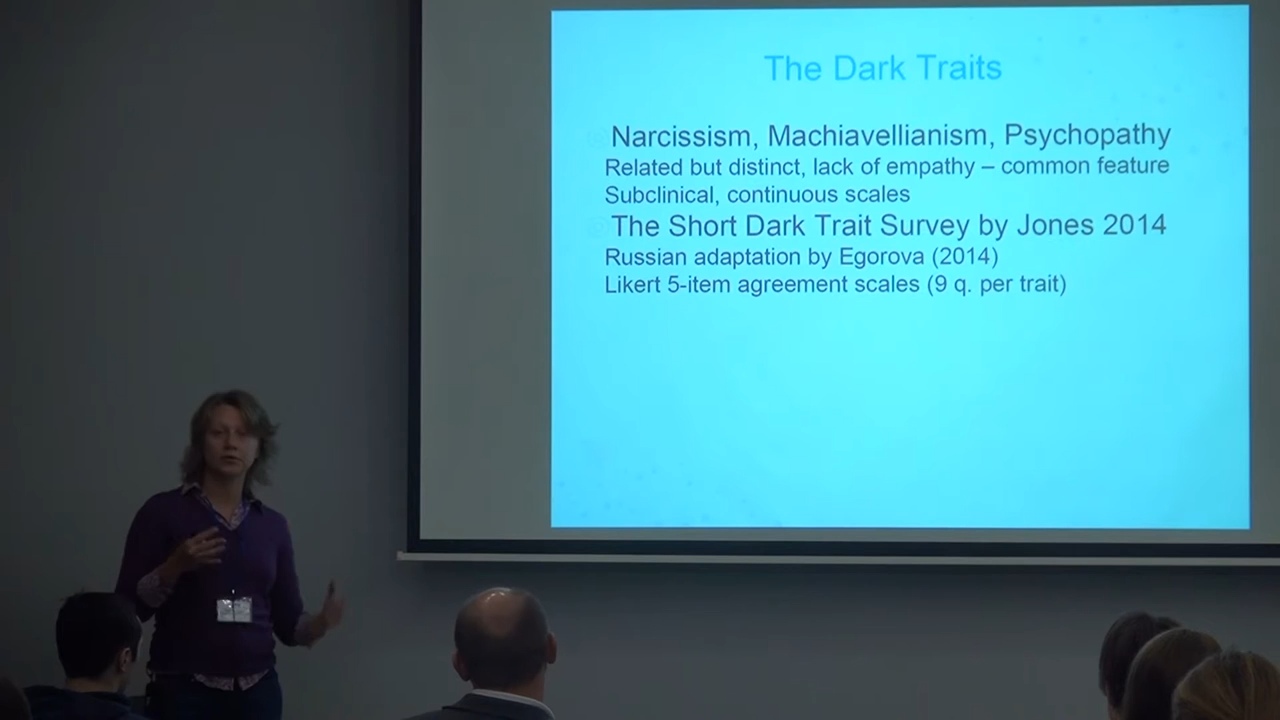 The Dark Traits
Narcissism, Machiavellianism, Psychopathy
Related but distinct, lack of empathy – common feature
Subclinical, continuous scales
The Short Dark Trait Survey by Jones 2014
Russian adaptation by Egorova (2014)
Likert 5-item agreement scales (9 q. per trait)